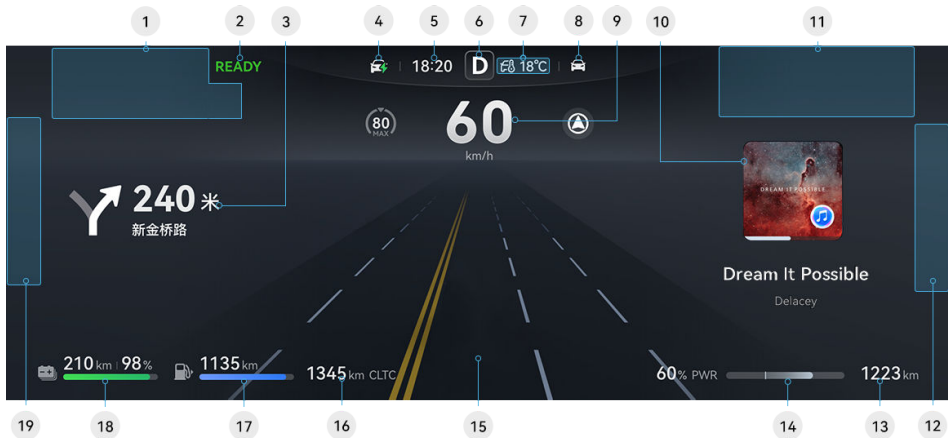 1 2 3 4 5 6 7 8 9 10 11
READY 18:20 D 18°C
80
MAX
60
km/h
DREAM IT POSSIBLE
240 米
新金桥路
Dream It Possible
Delacey
210 km | 98 %
1135 km
1345 km CLTC
60 % PWR
1223 km
19 18 17 16 15 14 13 12